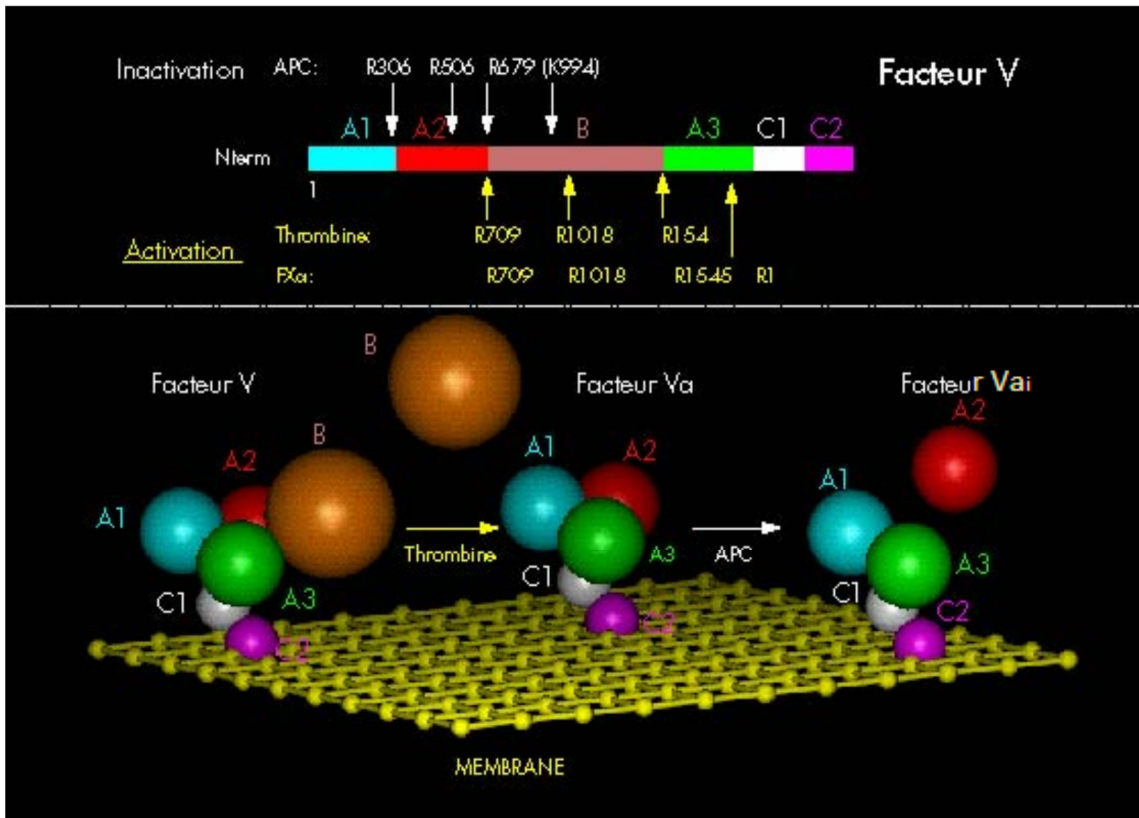 Inactivation APC: R306 R506 R679 (K994)
Facteur V
A1 A2 B A3 C1 C2
Nterm
1
Thrombine: R709 R1018 R154
Activation
FXa: R709 R1018 R1545 R1
B
Facteur V Facteur Va Facteur Vai
A2
B
A2 A1 A2
A1
A1
Thrombine A3 APC
A3
C1 C1 C1
A3 C2
C2 C2
MEMBRANE